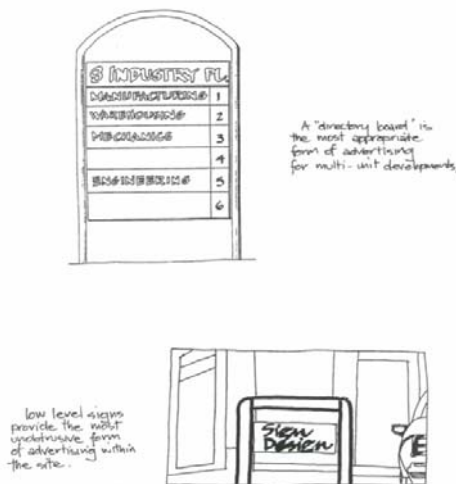 8 INDUSTRY PL.
MANUFACTURING 1
WAREHOUSING 2
MECHANICS 3
4
ENGINEERING 5
6
A "directory board" is
the most appropriate
form of advertising
for multi-unit developments.
low level signs
provide the most
unobtrusive form
of advertising within
the site.
Sign
Design